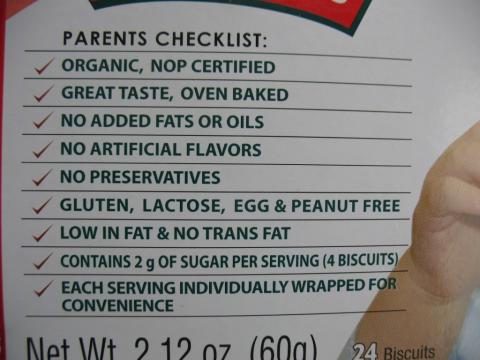 PARENTS CHECKLIST:
ORGANIC, NOP CERTIFIED
GREAT TASTE, OVEN BAKED
NO ADDED FATS OR OILS
NO ARTIFICIAL FLAVORS
NO PRESERVATIVES
GLUTEN, LACTOSE, EGG & PEANUT FREE
LOW IN FAT & NO TRANS FAT
CONTAINS 2 g OF SUGAR PER SERVING (4 BISCUITS)
EACH SERVING INDIVIDUALLY WRAPPED FOR
CONVENIENCE
Net Wt. 2.12 oz. (60g) 24 Biscuits